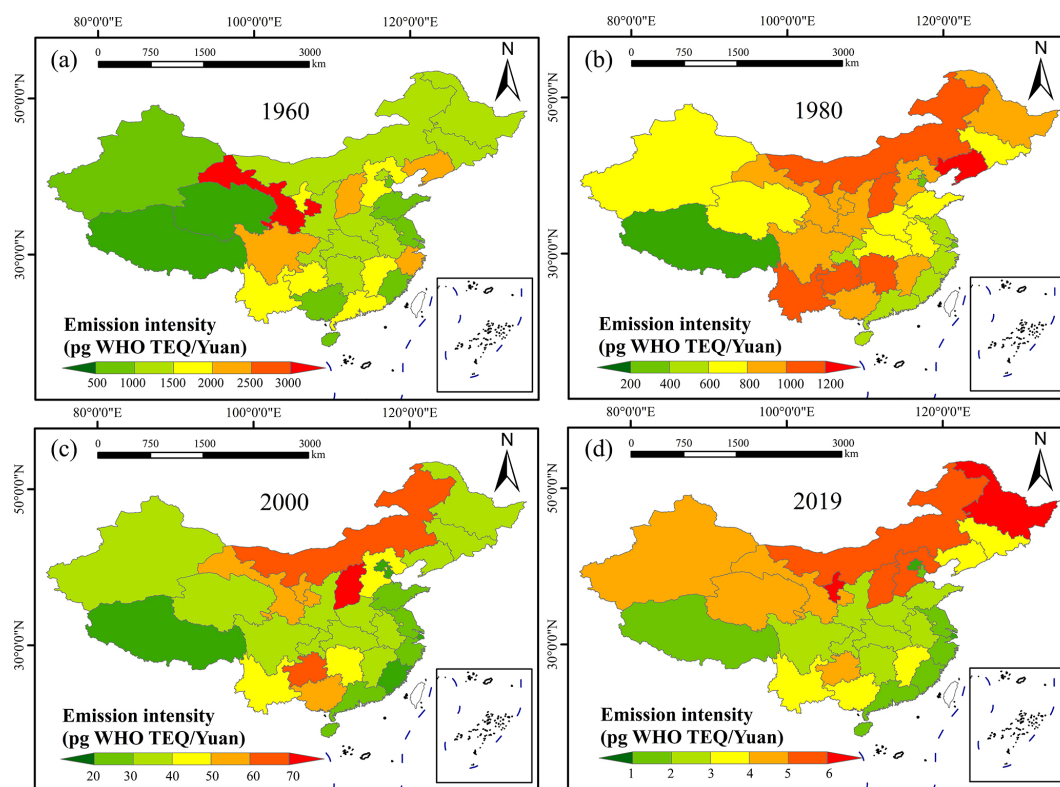 80°0'0"E 100°0'0"E 120°0'0"E
(a)
0 750 1500 3000
km
N
1960
50°0'0"N
30°0'0"N
Emission intensity
(pg WHO TEQ/Yuan)
500 1000 1500 2000 2500 3000
80°0'0"E 100°0'0"E 120°0'0"E
(b)
0 750 1500 3000
km
N
1980
50°0'0"N
30°0'0"N
Emission intensity
(pg WHO TEQ/Yuan)
200 400 600 800 1000 1200
80°0'0"E 100°0'0"E 120°0'0"E
(c)
0 750 1500 3000
km
N
2000
50°0'0"N
30°0'0"N
Emission intensity
(pg WHO TEQ/Yuan)
20 30 40 50 60 70
80°0'0"E 100°0'0"E 120°0'0"E
(d)
0 750 1500 3000
km
N
2019
50°0'0"N
30°0'0"N
Emission intensity
(pg WHO TEQ/Yuan)
1 2 3 4 5 6